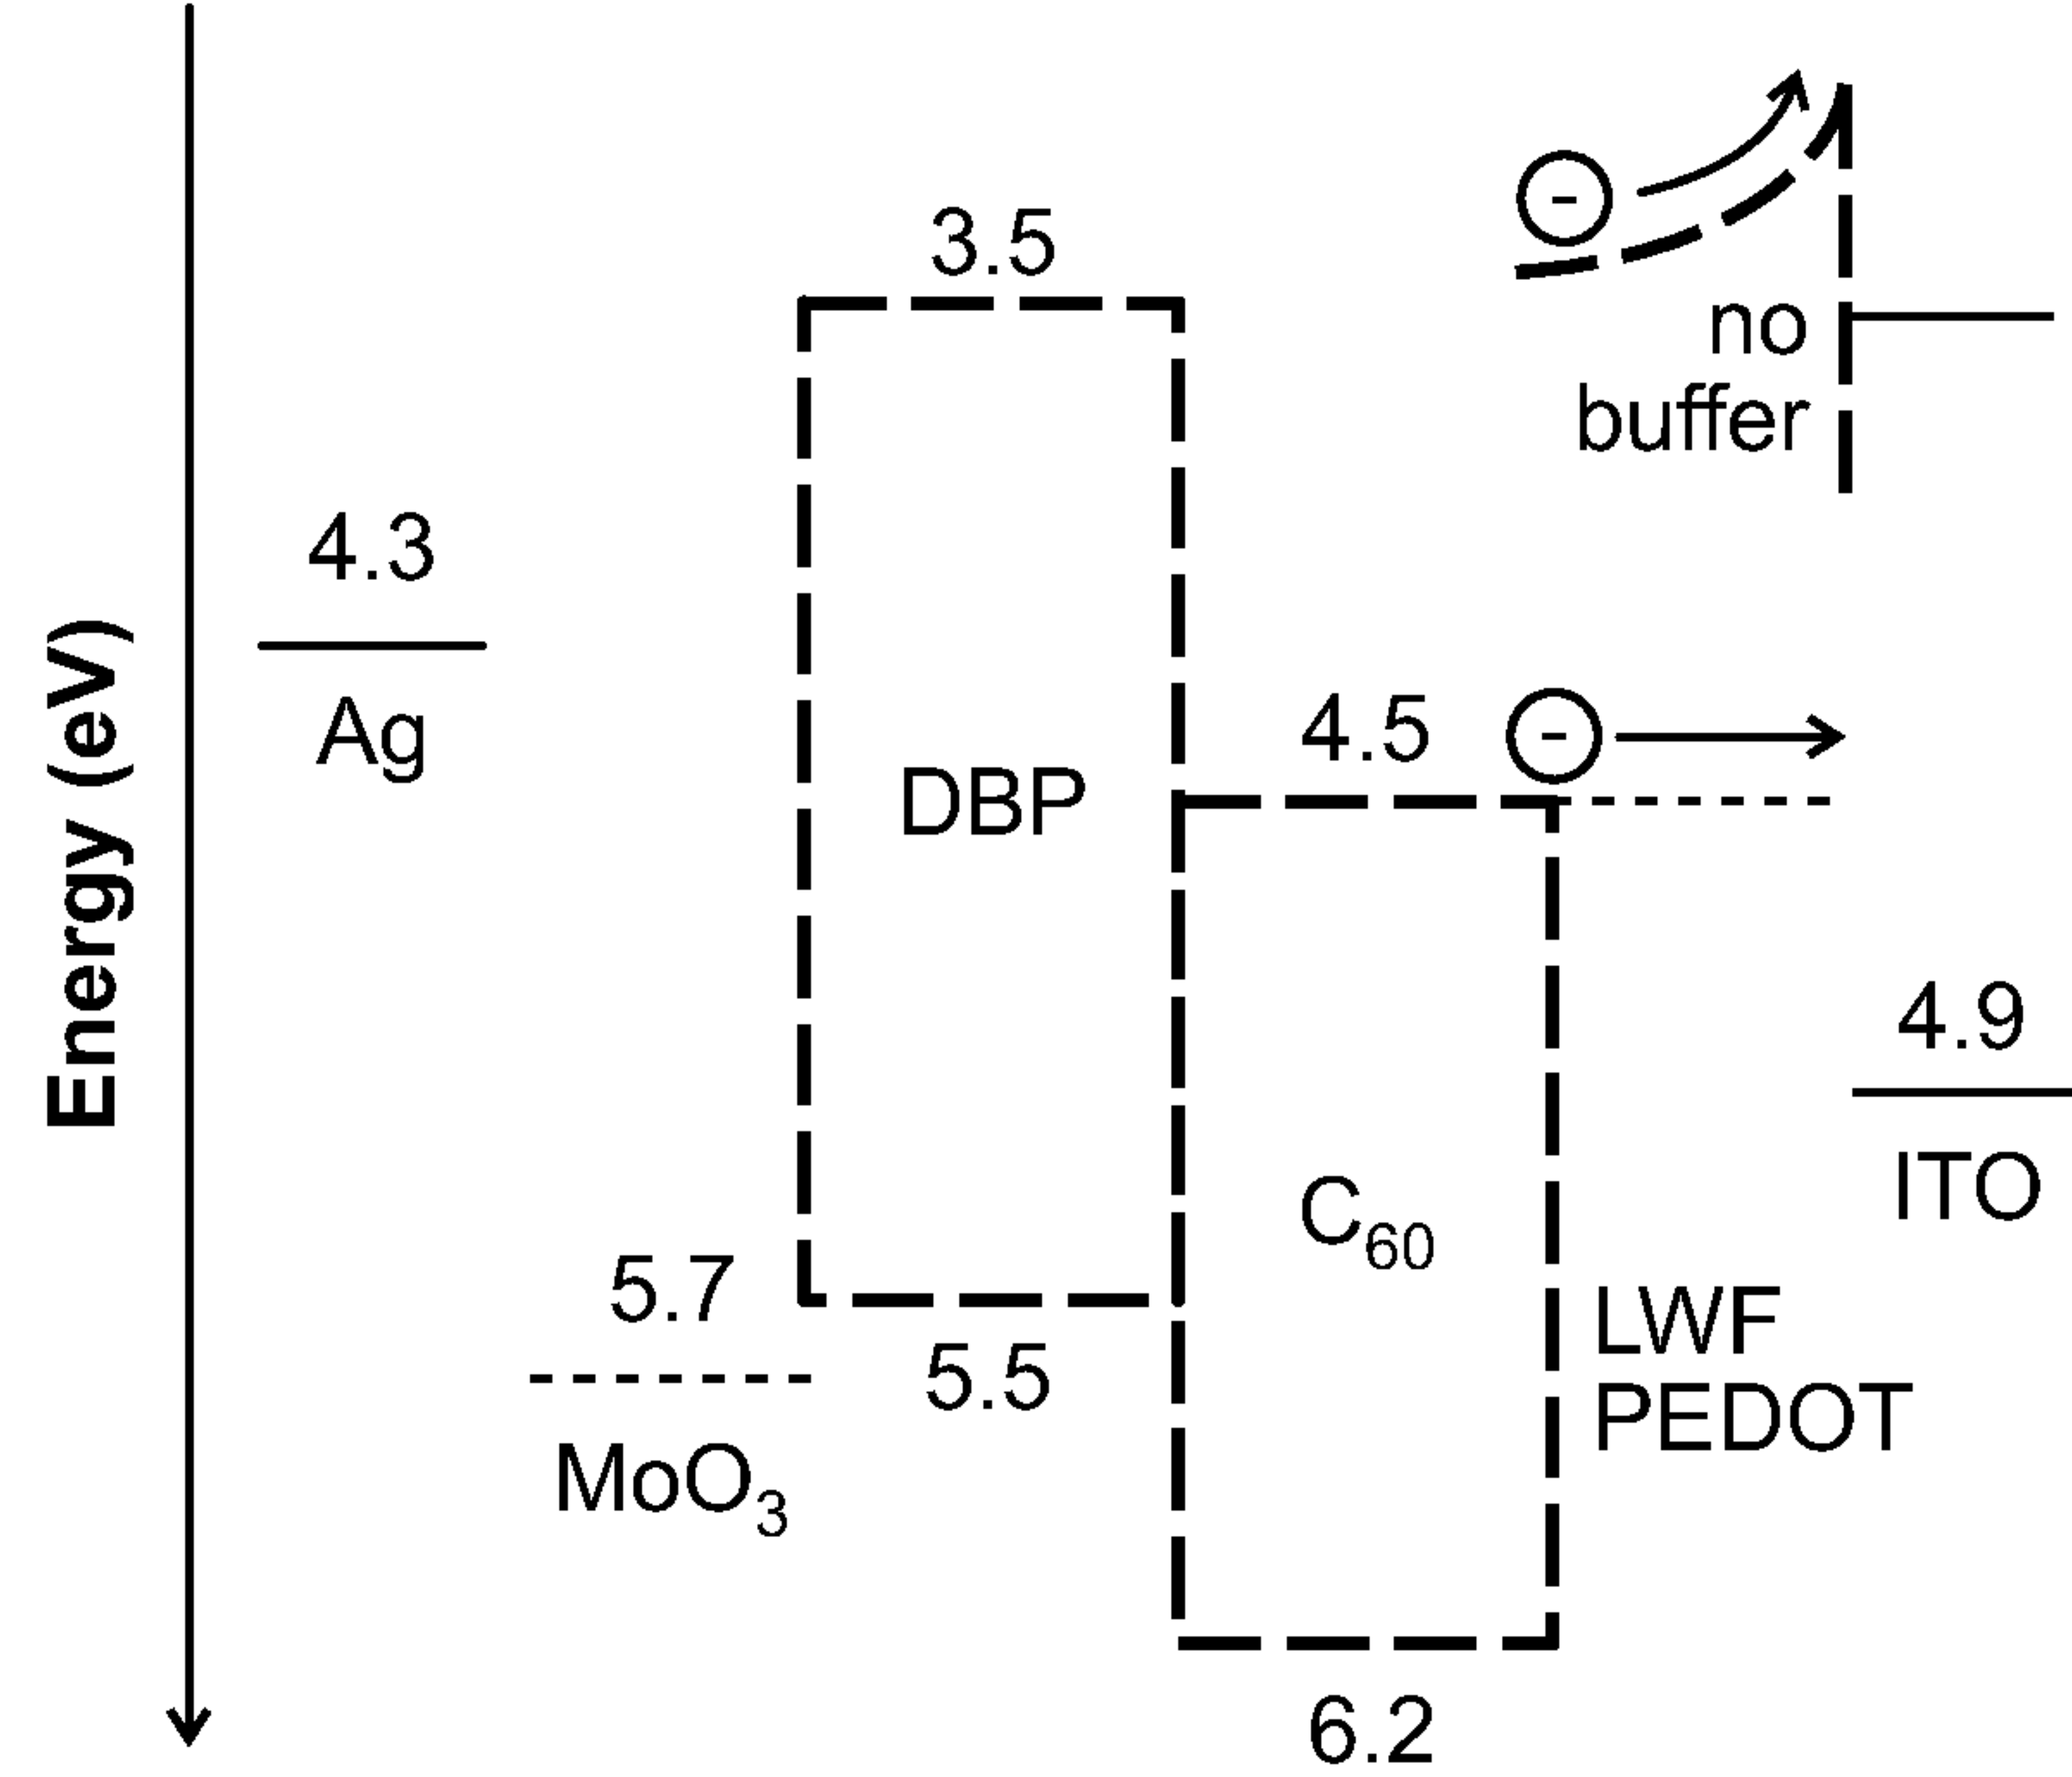 Energy (eV)
4.3
Ag
5.7
MoO₃
3.5
DBP
5.5
4.5
-
C₆₀
6.2
LWF
PEDOT
-
no
buffer
4.9
ITO